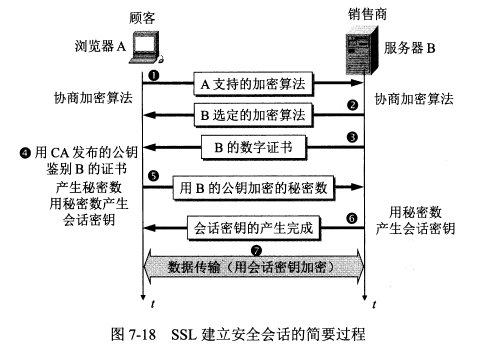 顾客
销售商
浏览器 A
服务器 B
❶
A 支持的加密算法
协商加密算法
协商加密算法
B 选定的加密算法
❷
B 的数字证书
❸
❹ 用 CA 发布的公钥
鉴别 B 的证书
❺
产生秘密数
用秘密数产生
会话密钥
用 B 的公钥加密的秘密数
会话密钥的产生完成
❻
用秘密数
产生会话密钥
❼
数据传输（用会话密钥加密）
t
t
图 7-18 SSL 建立安全会话的简要过程